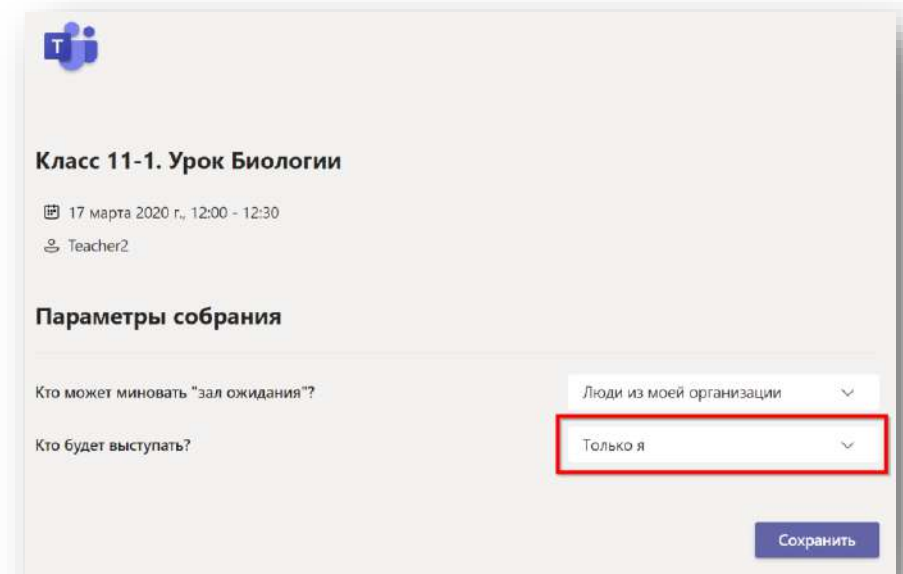 T
Класс 11-1. Урок Биологии
17 марта 2020 г., 12:00 - 12:30
Teacher2
Параметры собрания
Кто может миновать "зал ожидания"? Люди из моей организации
Кто будет выступать? Только я
Сохранить